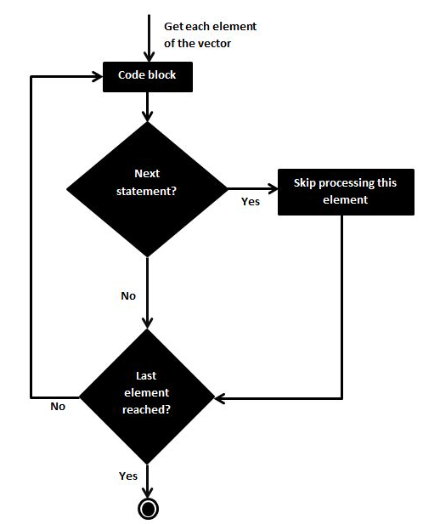 Get each element
of the vector
Code block
Next
statement?
Yes
Skip processing this
element
No
Last
element
reached?
No
Yes